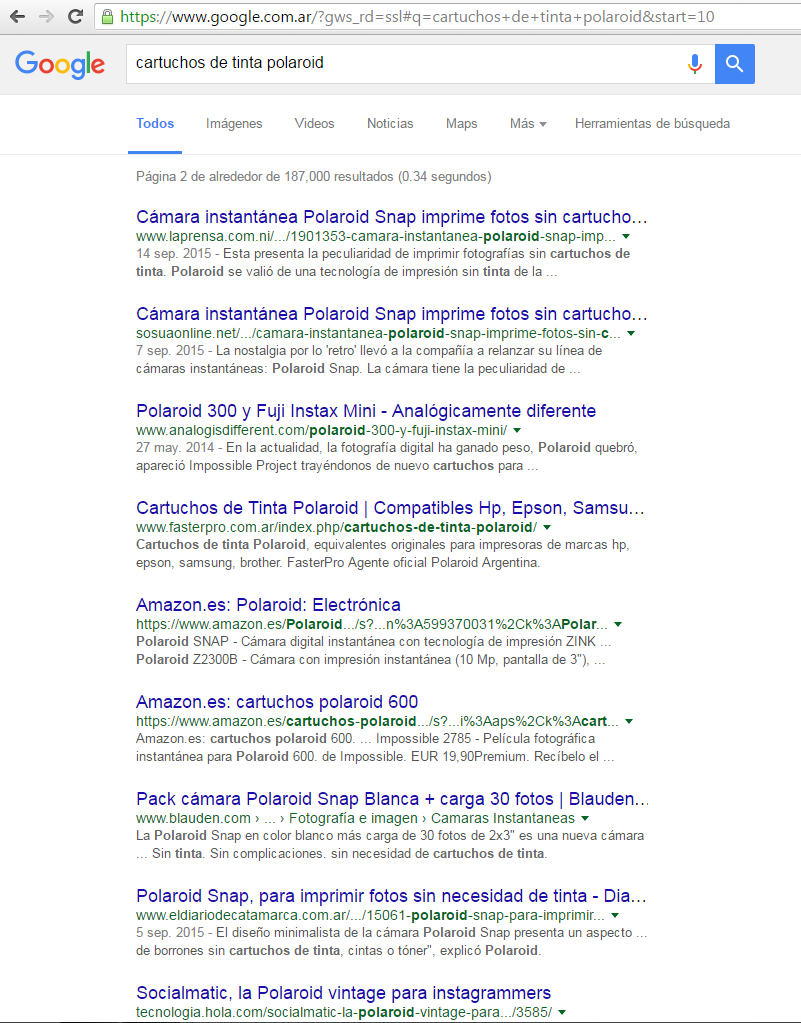 https://www.google.com.ar/?gws_rd=ssl#q=cartuchos+de+tinta+polaroid&start=10
Google
cartuchos de tinta polaroid
Todos Imágenes Videos Noticias Maps Más Herramientas de búsqueda
Página 2 de alrededor de 187,000 resultados (0.34 segundos)
Cámara instantánea Polaroid Snap imprime fotos sin cartucho...
www.laprensa.com.ni/.../1901353-camara-instantanea-polaroid-snap-imp...
14 sep. 2015 - Esta presenta la peculiaridad de imprimir fotografías sin cartuchos de
tinta. Polaroid se valió de una tecnología de impresión sin tinta de la ...
Cámara instantánea Polaroid Snap imprime fotos sin cartucho...
sosuaonline.net/.../camara-instantanea-polaroid-snap-imprime-fotos-sin-c...
7 sep. 2015 - La nostalgia por lo 'retro' llevó a la compañía a relanzar su línea de
cámaras instantáneas: Polaroid Snap. La cámara tiene la peculiaridad de ...
Polaroid 300 y Fuji Instax Mini - Analógicamente diferente
www.analogisdifferent.com/polaroid-300-y-fuji-instax-mini/
27 may. 2014 - En la actualidad, la fotografía digital ha ganado peso, Polaroid quebró,
apareció Impossible Project trayéndonos de nuevo cartuchos para ...
Cartuchos de Tinta Polaroid | Compatibles Hp, Epson, Samsu...
www.fasterpro.com.ar/index.php/cartuchos-de-tinta-polaroid/
Cartuchos de tinta Polaroid, equivalentes originales para impresoras de marcas hp,
epson, samsung, brother. FasterPro Agente oficial Polaroid Argentina.
Amazon.es: Polaroid: Electrónica
https://www.amazon.es/Polaroid.../s?...n%3A599370031%2Ck%3APolar...
Polaroid SNAP - Cámara digital instantánea con tecnología de impresión ZINK ...
Polaroid Z2300B - Cámara con impresión instantánea (10 Mp, pantalla de 3"), ...
Amazon.es: cartuchos polaroid 600
https://www.amazon.es/cartuchos-polaroid.../s?...i%3Aaps%2Ck%3Acart...
Amazon.es: cartuchos polaroid 600. ... Impossible 2785 - Película fotográfica
instantánea para Polaroid 600. de Impossible. EUR 19,90Premium. Recíbelo el ...
Pack cámara Polaroid Snap Blanca + carga 30 fotos | Blauden...
www.blauden.com › ... › Fotografía e imagen › Camaras Instantaneas
La Polaroid Snap en color blanco más carga de 30 fotos de 2x3" es una nueva cámara
... Sin tinta. Sin complicaciones. sin necesidad de cartuchos de tinta.
Polaroid Snap, para imprimir fotos sin necesidad de tinta - Dia...
www.eldiariodecatamarca.com.ar/.../15061-polaroid-snap-para-imprimir...
5 sep. 2015 - El diseño minimalista de la cámara Polaroid Snap presenta un aspecto ...
de borrones sin cartuchos de tinta, cintas o tóner", explicó Polaroid.
Socialmatic, la Polaroid vintage para instagrammers
tecnologia.hola.com/socialmatic-la-polaroid-vintage-para.../3585/